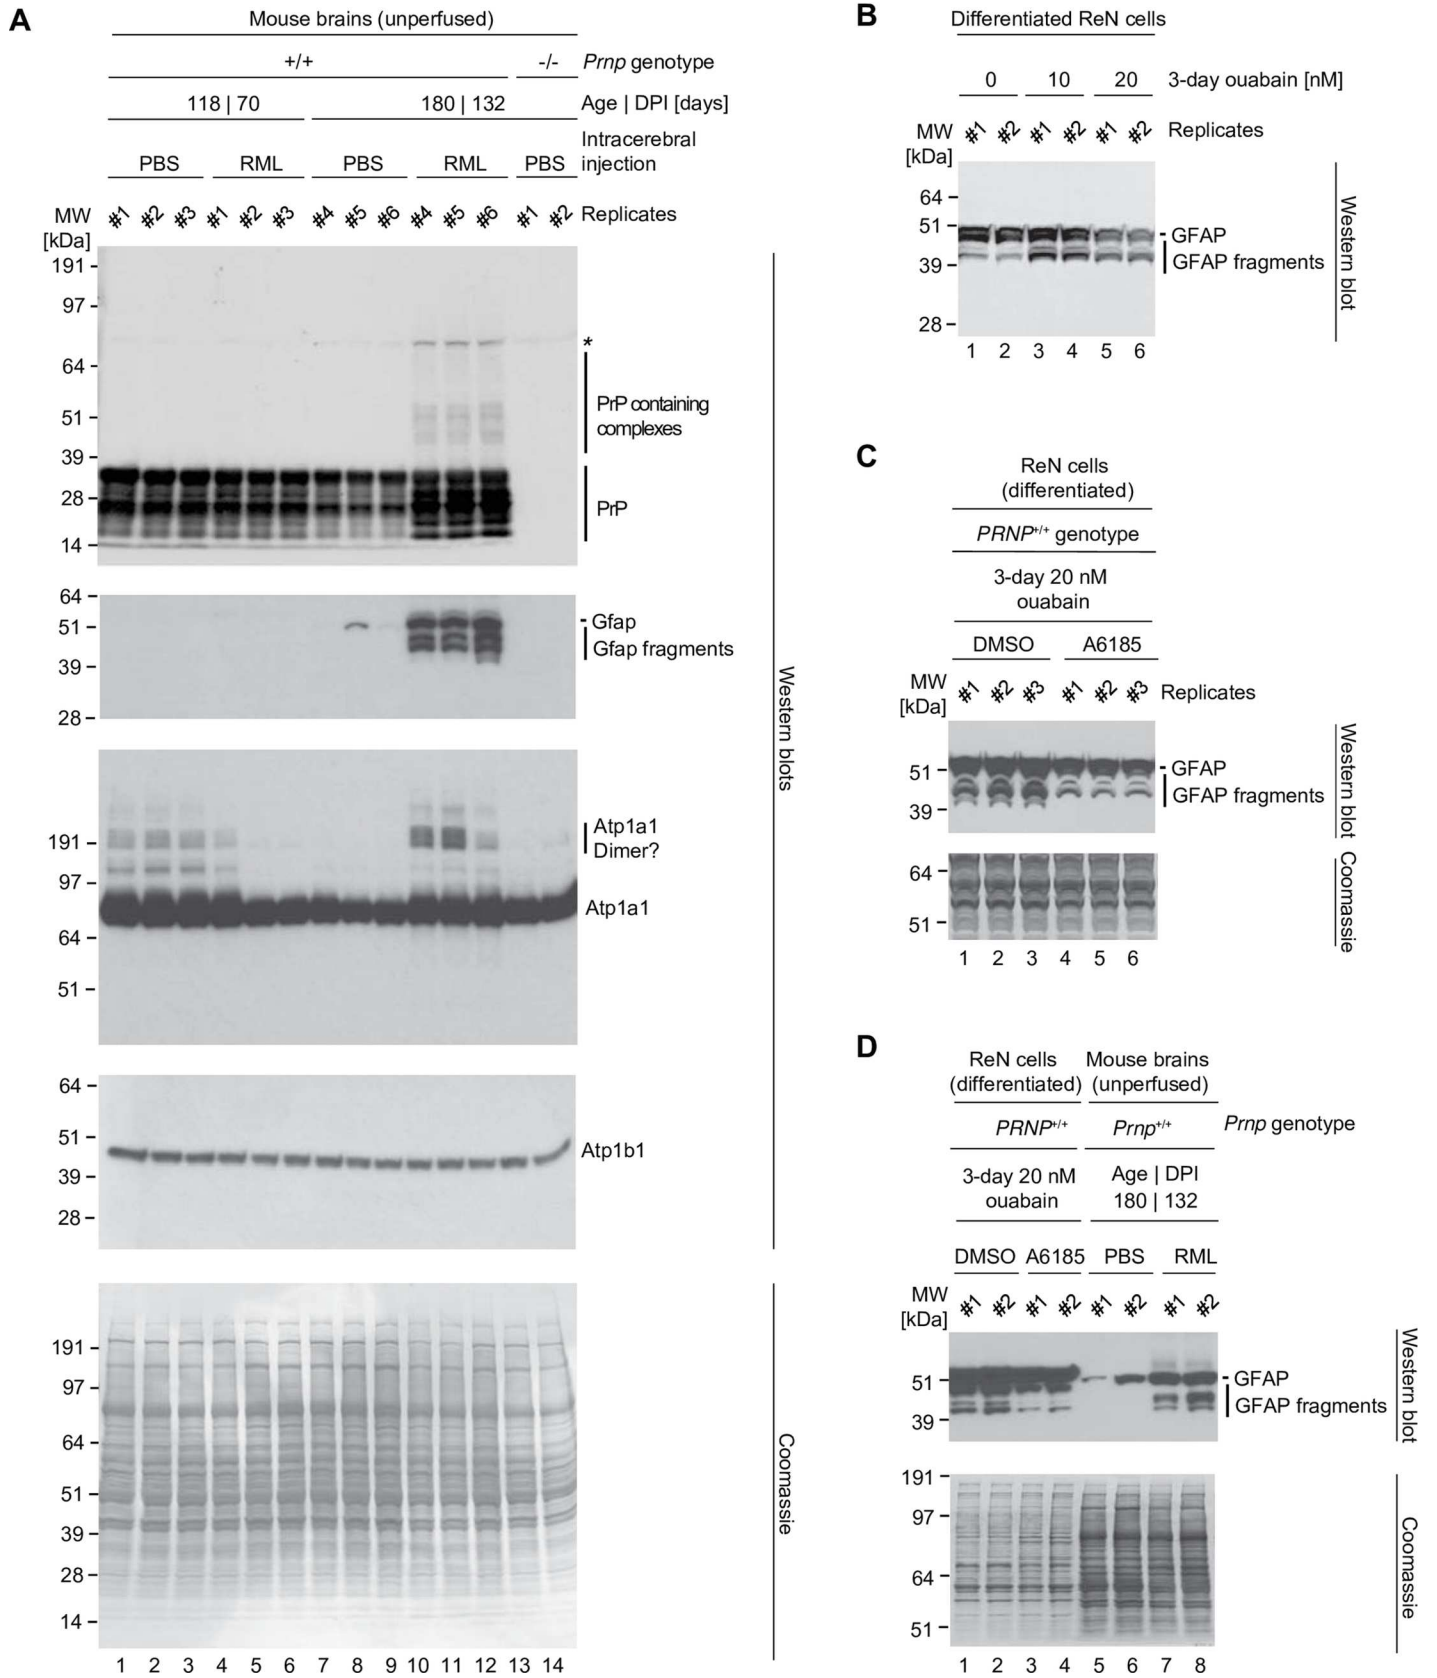 A
Mouse brains (unperfused)
+/+ -/- Prnp genotype
118 | 70 180 | 132 Age | DPI [days]
Intracerebral
PBS RML PBS RML PBS injection
MW #1 #2 #3 #1 #2 #3 #4 #5 #6 #4 #5 #6 #1 #2 Replicates
[kDa]
191
97
*
64
PrP containing
51
complexes
39
28 PrP
14
64
51 Gfap
Gfap fragments
39
28
Atp1a1
191 Dimer?
97
Atp1a1
64
51
64
51
Atp1b1
39
28
Western blots
191
97
64
51
39
28
14
Coomassie
1 2 3 4 5 6 7 8 9 10 11 12 13 14
B
Differentiated ReN cells
0 10 20 3-day ouabain [nM]
MW #1 #2 #1 #2 #1 #2 Replicates
[kDa]
64
51 GFAP
39 GFAP fragments
28
Western blot
1 2 3 4 5 6
C
ReN cells
(differentiated)
PRNP+/+ genotype
3-day 20 nM
ouabain
DMSO A6185
MW #1 #2 #3 #1 #2 #3 Replicates
[kDa]
51 GFAP
GFAP fragments
39
Western blot
64
51
Coomassie
1 2 3 4 5 6
D
ReN cells Mouse brains
(differentiated) (unperfused)
PRNP+/+ Prnp+/+ Prnp genotype
3-day 20 nM Age | DPI
ouabain 180 | 132
DMSO A6185 PBS RML
MW #1 #2 #1 #2 #1 #2 #1 #2
[kDa]
51 GFAP
GFAP fragments
39
Western blot
191
97
64
51
Coomassie
1 2 3 4 5 6 7 8